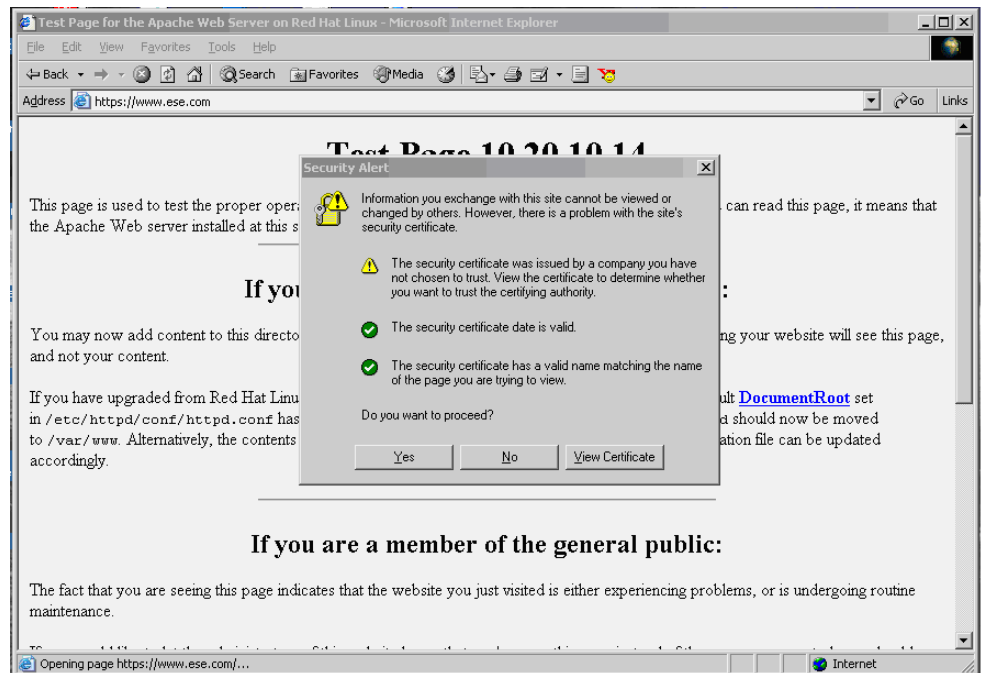 Test Page for the Apache Web Server on Red Hat Linux - Microsoft Internet Explorer
File Edit View Favorites Tools Help
Back Search Favorites Media
Address https://www.ese.com Go Links
Test Page 10.20.10.14
Security Alert
Information you exchange with this site cannot be viewed or
changed by others. However, there is a problem with the site's
security certificate.
The security certificate was issued by a company you have
not chosen to trust. View the certificate to determine whether
you want to trust the certifying authority.
The security certificate date is valid.
The security certificate has a valid name matching the name
of the page you are trying to view.
Do you want to proceed?
Yes No View Certificate
This page is used to test the proper opera can read this page, it means that
the Apache Web server installed at this s
If you :
You may now add content to this directo ng your website will see this page,
and not your content.
If you have upgraded from Red Hat Linu ult DocumentRoot set
in /etc/httpd/conf/httpd.conf has d should now be moved
to /var/www. Alternatively, the contents ation file can be updated
accordingly.
If you are a member of the general public:
The fact that you are seeing this page indicates that the website you just visited is either experiencing problems, or is undergoing routine
maintenance.
Opening page https://www.ese.com/... Internet